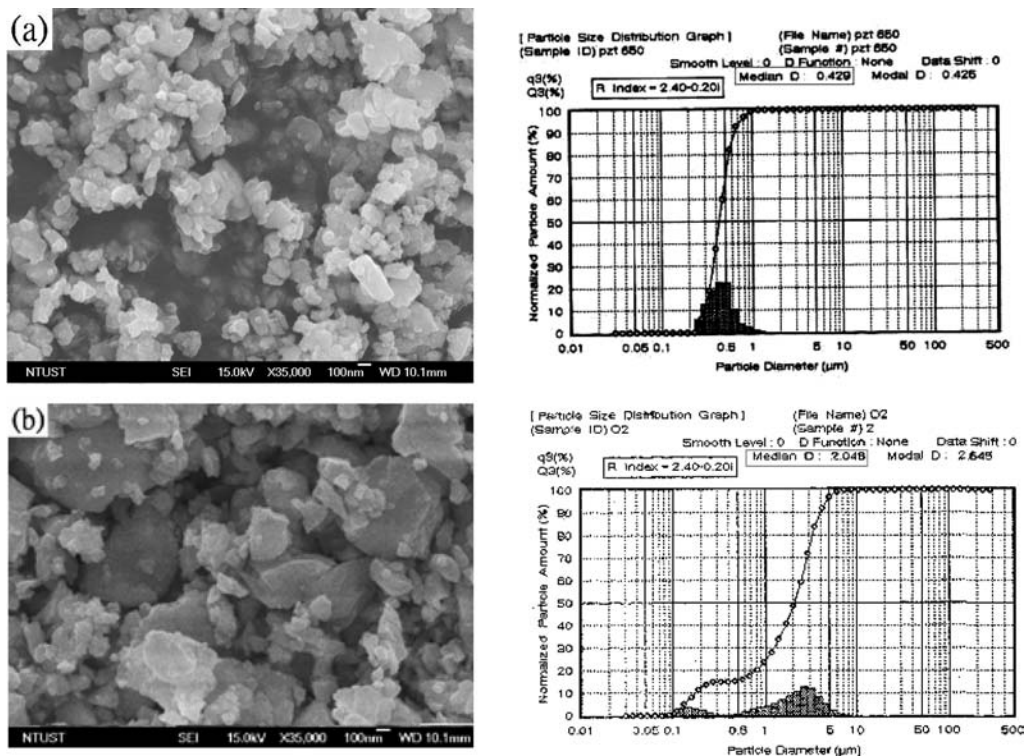 (a)
NTUST SEI 15.0kV X35,000 100nm WD 10.1mm
[ Particle Size Distribution Graph ] (File Name) pzt 650
(Sample ID) pzt 650 (Sample #) pzt 650
Smooth Level : 0 D Function : None Data Shift : 0
q3(%) Median D : 0.429 Modal D : 0.426
Q3(%) R Index = 2.40-0.20i
Normalized Particle Amount (%)
100
90
80
70
60
50
40
30
20
10
0
0.01 0.05 0.1 0.5 1 5 10 50 100 500
Particle Diameter (µm)
(b)
NTUST SEI 15.0kV X35,000 100nm WD 10.1mm
[ Particle Size Distribution Graph ] (File Name) O2
(Sample ID) O2 (Sample #) 2
Smooth Level : 0 D Function : None Data Shift : 0
q3(%) Median D : 2.048 Modal D : 2.645
Q3(%) R Index = 2.40-0.20i
Normalized Particle Amount (%)
100
90
80
70
60
50
40
30
20
10
0
0.01 0.05 0.1 0.5 1 5 10 50 100 500
Particle Diameter (µm)